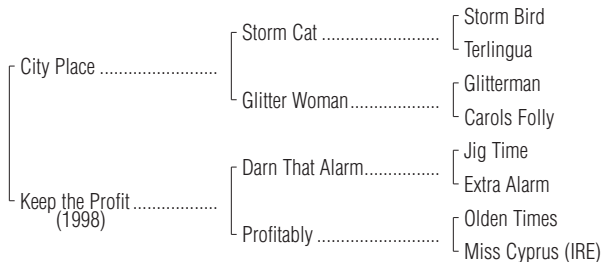 Storm Bird
Storm Cat ........................
Terlingua
City Place ........................
Glitterman
Glitter Woman ..................
Carols Folly
Jig Time
Darn That Alarm...............
Extra Alarm
Keep the Profit .................
(1998)
Olden Times
Profitably .........................
Miss Cyprus (IRE)